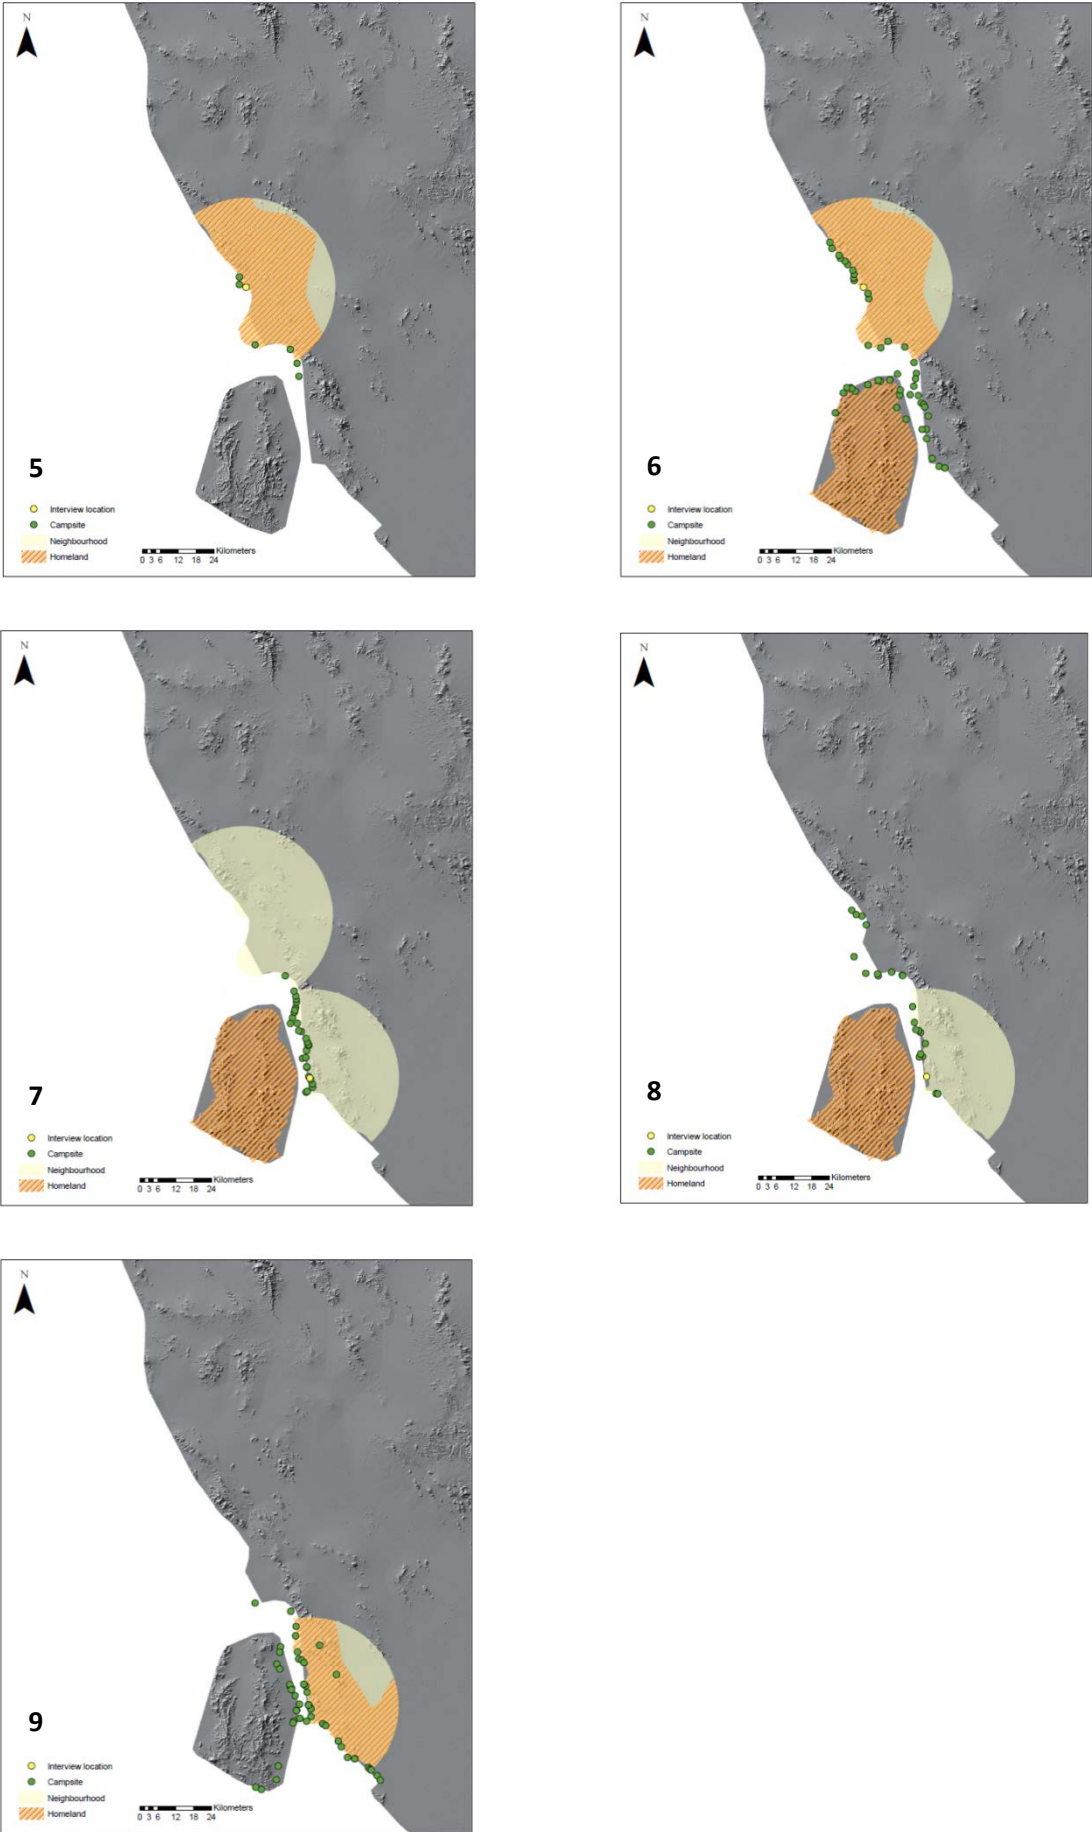 N
5
Interview location
Campsite
Neighbourhood
Homeland
Kilometers
0 3 6 12 18 24
N
6
Interview location
Campsite
Neighbourhood
Homeland
Kilometers
0 3 6 12 18 24
N
7
Interview location
Campsite
Neighbourhood
Homeland
Kilometers
0 3 6 12 18 24
N
8
Interview location
Campsite
Neighbourhood
Homeland
Kilometers
0 3 6 12 18 24
N
9
Interview location
Campsite
Neighbourhood
Homeland
Kilometers
0 3 6 12 18 24